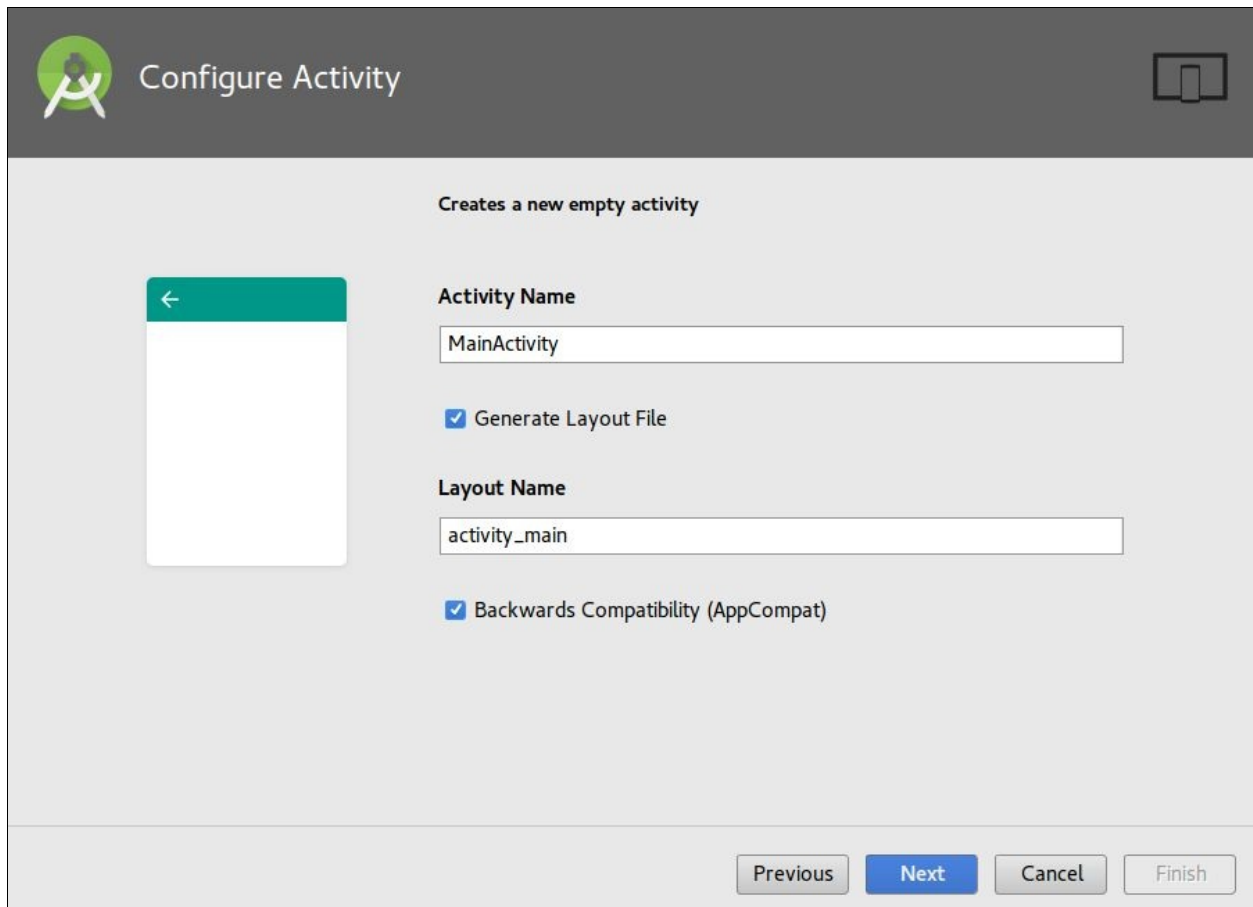 Configure Activity
Creates a new empty activity
Activity Name
MainActivity
Generate Layout File
Layout Name
activity_main
Backwards Compatibility (AppCompat)
Previous Next Cancel Finish